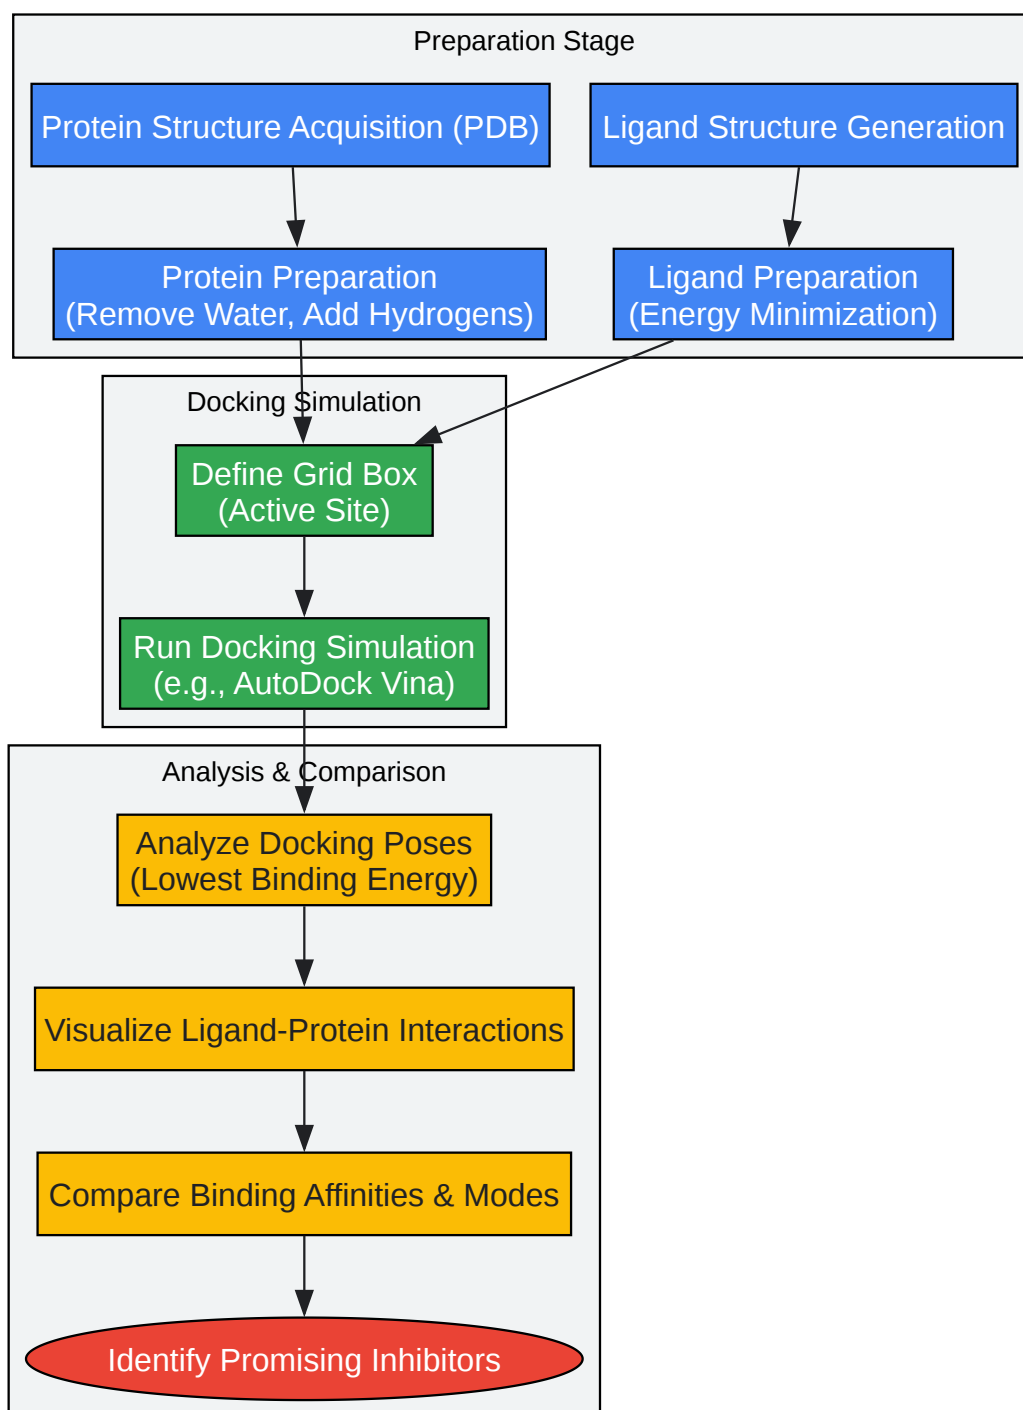 Preparation Stage
Protein Structure Acquisition (PDB)
Ligand Structure Generation
Protein Preparation
(Remove Water, Add Hydrogens)
Ligand Preparation
(Energy Minimization)
Docking Simulation
Define Grid Box
(Active Site)
Run Docking Simulation
(e.g., AutoDock Vina)
Analysis & Comparison
Analyze Docking Poses
(Lowest Binding Energy)
Visualize Ligand-Protein Interactions
Compare Binding Affinities & Modes
Identify Promising Inhibitors